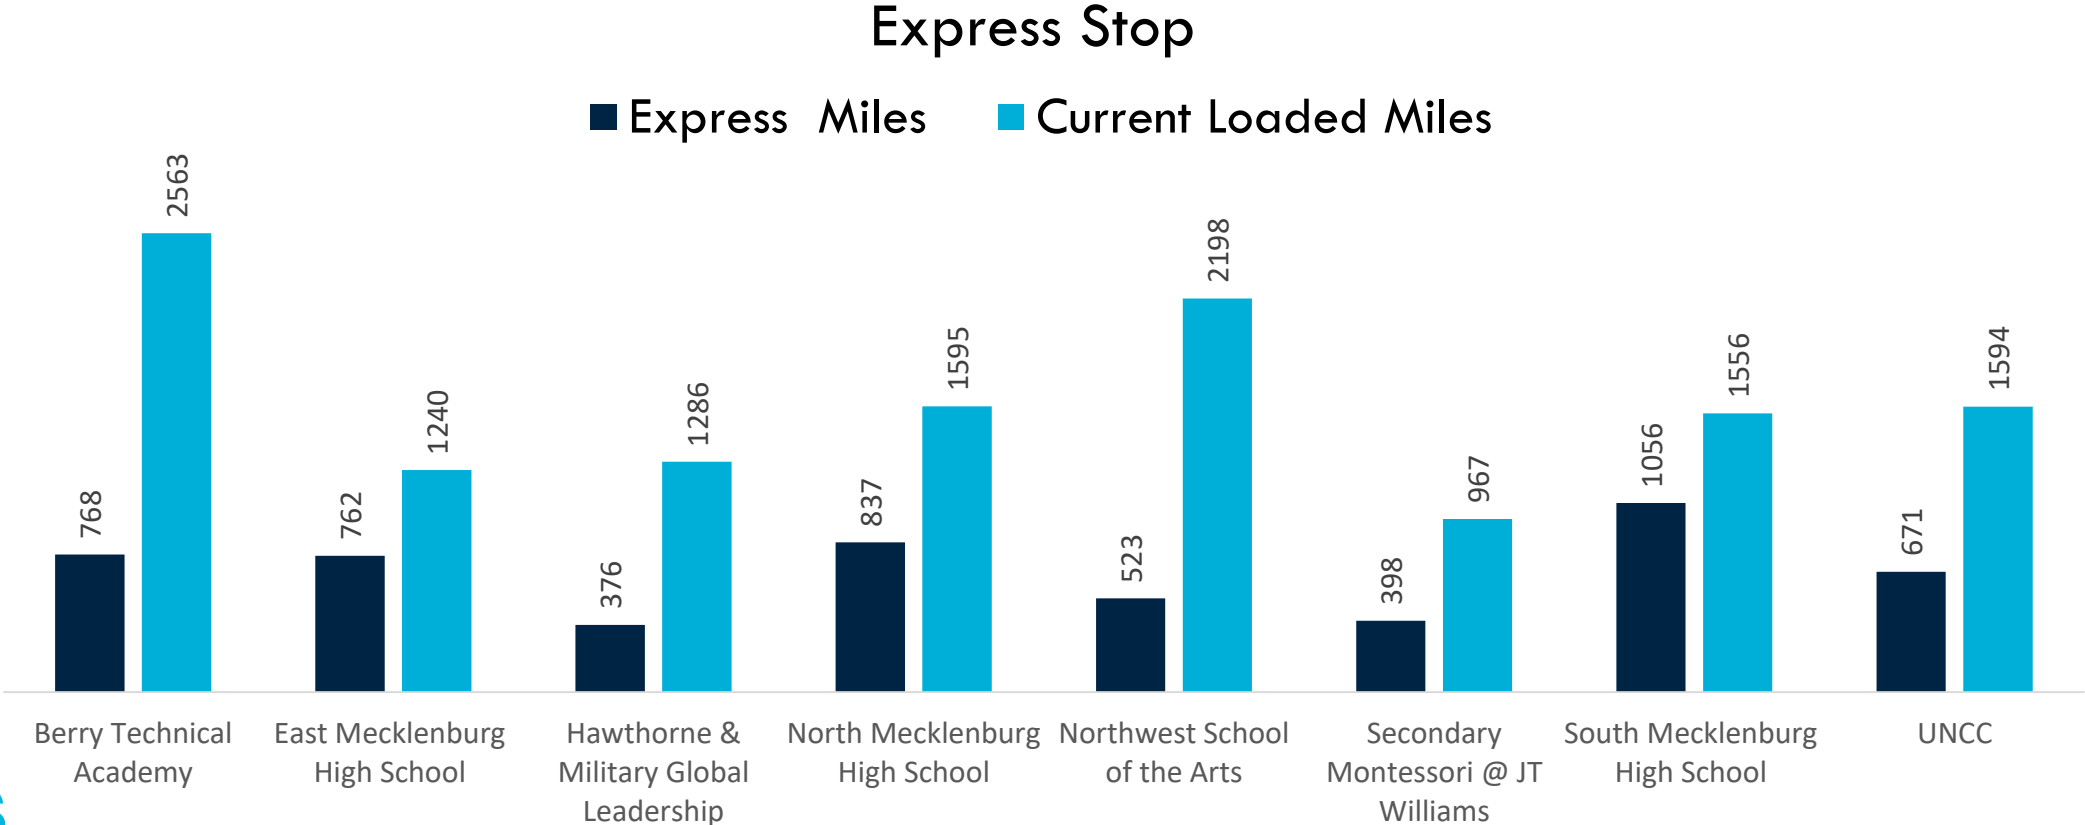 Express Stop
Express Miles
Current Loaded Miles
768
2563
762
1240
376
1286
837
1595
523
2198
398
967
1056
1556
671
1594
Berry Technical
Academy
East Mecklenburg
High School
Hawthorne &
Military Global
Leadership
North Mecklenburg
High School
Northwest School
of the Arts
Secondary
Montessori @ JT
Williams
South Mecklenburg
High School
UNCC